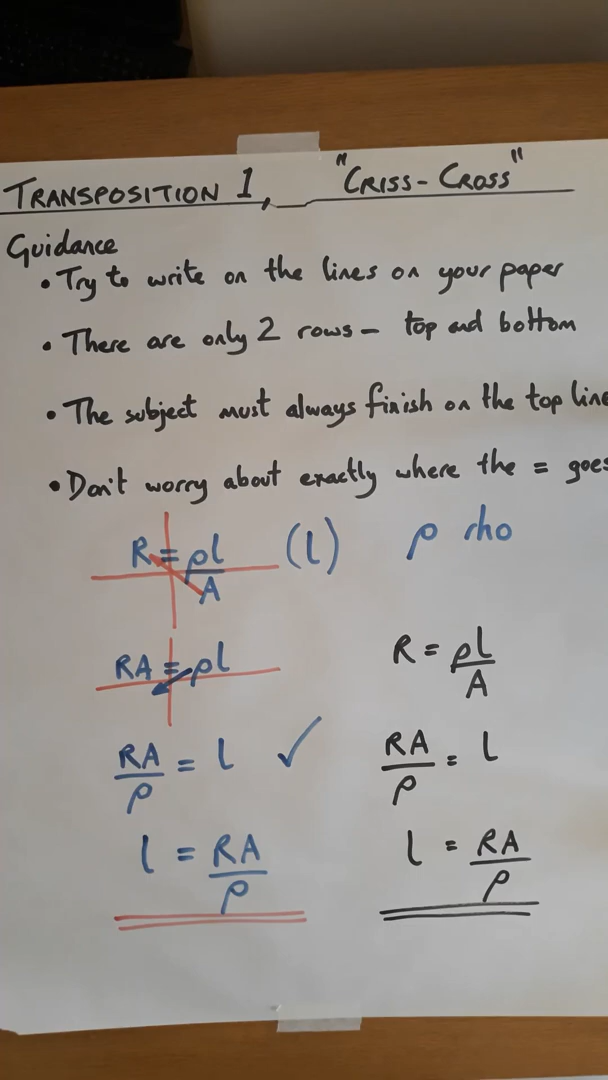 TRANSPOSITION 1, "CRISS-CROSS"
Guidance
• Try to write on the lines on your paper
• There are only 2 rows – top and bottom
• The subject must always finish on the top line
• Don't worry about exactly where the = goes
R = ρl/A (l) ρ rho
RA = ρl
RA/ρ = l ✓
l = RA/ρ
R = ρl/A
RA/ρ = l
l = RA/ρ